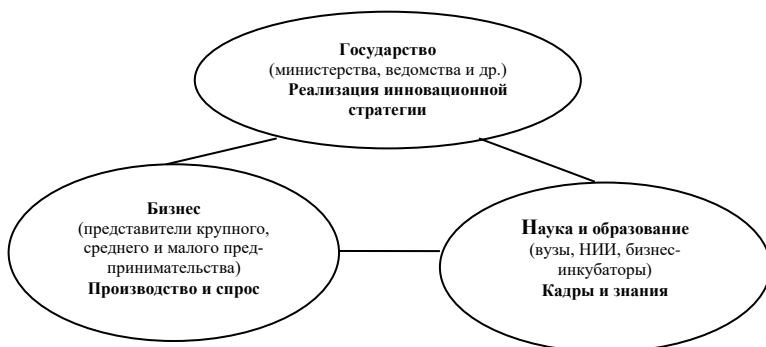 Государство
(министерства, ведомства и др.)
Реализация инновационной
стратегии
Бизнес
(представители крупного,
среднего и малого пред-
принимательства)
Производство и спрос
Наука и образование
(вузы, НИИ, бизнес-
инкубаторы)
Кадры и знания